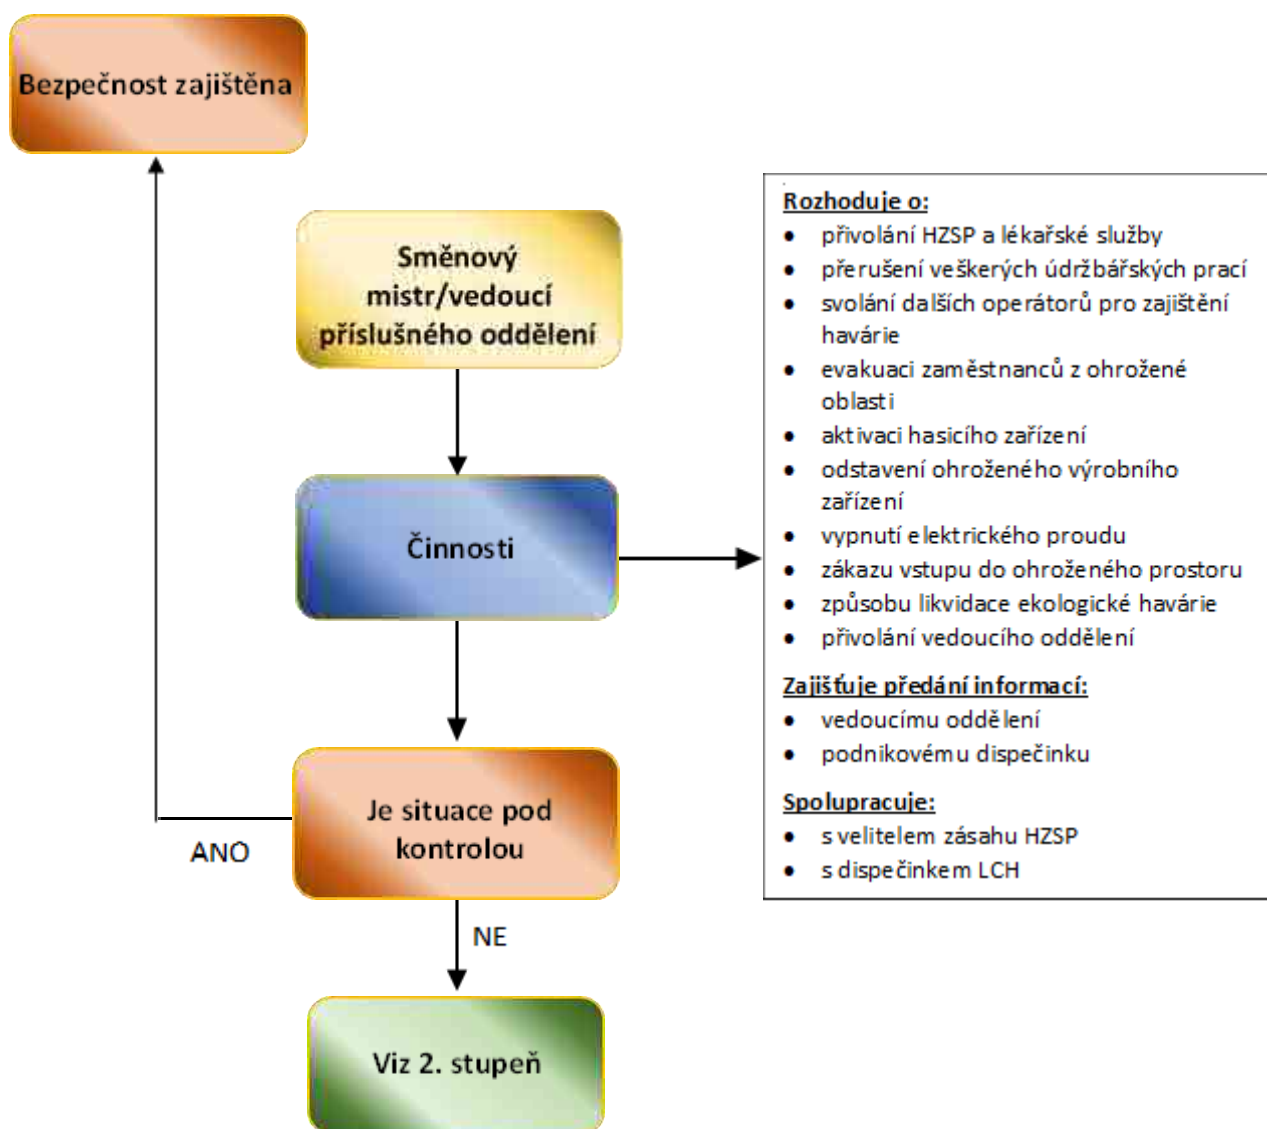 Bezpečnost zajištěna
Směnový
mistr/vedoucí
příslušného oddělení
Činnosti
Je situace pod
kontrolou
ANO
NE
Viz 2. stupeň
Rozhoduje o:
• přivolání HZSP a lékařské služby
• přerušení veškerých údržbářských prací
• svolání dalších operátorů pro zajištění
havárie
• evakuaci zaměstnanců z ohrožené
oblasti
• aktivaci hasicího zařízení
• odstavení ohroženého výrobního
zařízení
• vypnutí elektrického proudu
• zákazu vstupu do ohroženého prostoru
• způsobu likvidace ekologické havárie
• přivolání vedoucího oddělení
Zajišťuje předání informací:
• vedoucímu oddělení
• podnikovému dispečinku
Spolupracuje:
• s velitelem zásahu HZSP
• s dispečinkem LCH